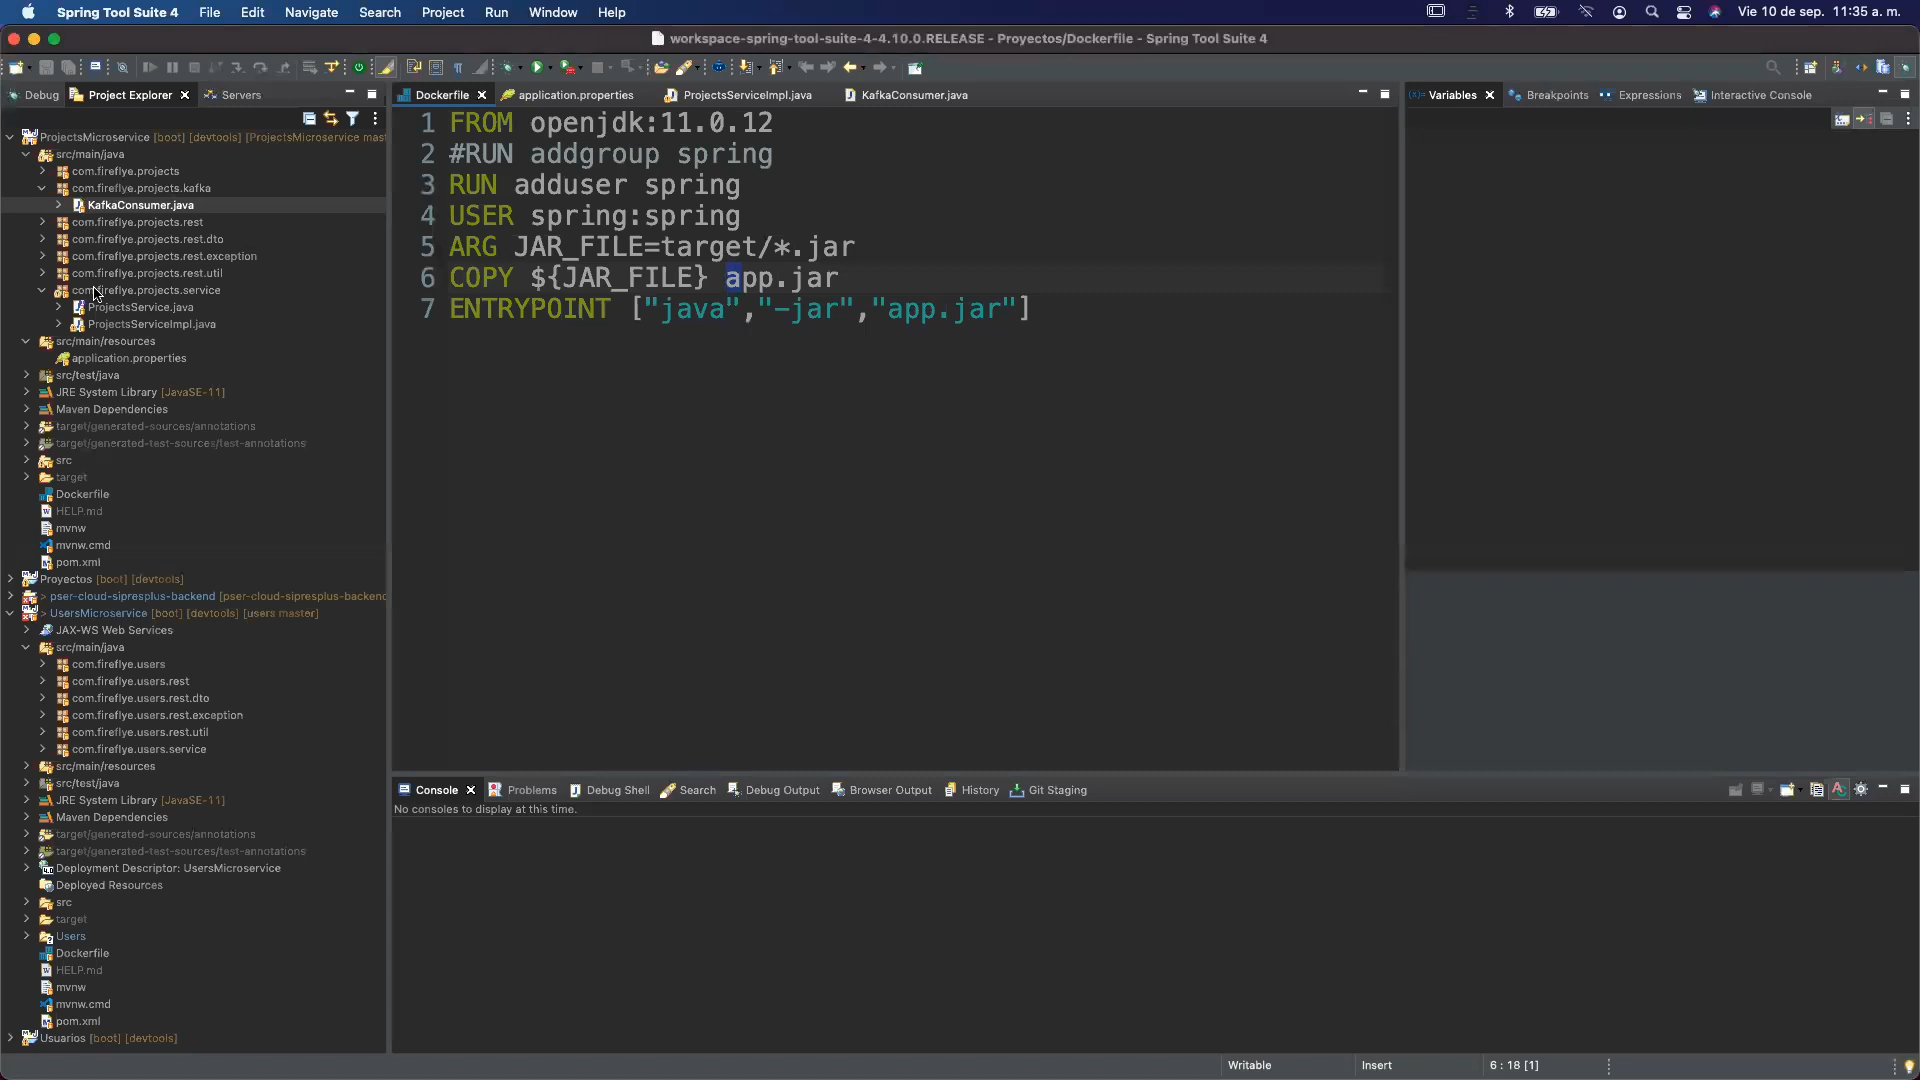 Spring Tool Suite 4 File Edit Navigate Search Project Run Window Help Vie 10 de sep. 11:35 a. m.
workspace-spring-tool-suite-4-4.10.0.RELEASE - Proyectos/Dockerfile - Spring Tool Suite 4
Debug Project Explorer Servers
Dockerfile application.properties ProjectsServiceImpl.java KafkaConsumer.java
(x)= Variables Breakpoints Expressions Interactive Console
ProjectsMicroservice [boot] [devtools] [ProjectsMicroservice mast
src/main/java
com.fireflye.projects
com.fireflye.projects.kafka
KafkaConsumer.java
com.fireflye.projects.rest
com.fireflye.projects.rest.dto
com.fireflye.projects.rest.exception
com.fireflye.projects.rest.util
com.fireflye.projects.service
ProjectsService.java
ProjectsServiceImpl.java
src/main/resources
application.properties
src/test/java
JRE System Library [JavaSE-11]
Maven Dependencies
target/generated-sources/annotations
target/generated-test-sources/test-annotations
src
target
Dockerfile
HELP.md
mvnw
mvnw.cmd
pom.xml
Proyectos [boot] [devtools]
> pser-cloud-sipresplus-backend [pser-cloud-sipresplus-backend
> UsersMicroservice [boot] [devtools] [users master]
JAX-WS Web Services
src/main/java
com.fireflye.users
com.fireflye.users.rest
com.fireflye.users.rest.dto
com.fireflye.users.rest.exception
com.fireflye.users.rest.util
com.fireflye.users.service
src/main/resources
src/test/java
JRE System Library [JavaSE-11]
Maven Dependencies
target/generated-sources/annotations
target/generated-test-sources/test-annotations
Deployment Descriptor: UsersMicroservice
Deployed Resources
src
target
Users
Dockerfile
HELP.md
mvnw
mvnw.cmd
pom.xml
Usuarios [boot] [devtools]
1 FROM openjdk:11.0.12
2 #RUN addgroup spring
3 RUN adduser spring
4 USER spring:spring
5 ARG JAR_FILE=target/*.jar
6 COPY ${JAR_FILE} app.jar
7 ENTRYPOINT ["java","-jar","app.jar"]
Console Problems Debug Shell Search Debug Output Browser Output History Git Staging
No consoles to display at this time.
Writable Insert 6 : 18 [1]